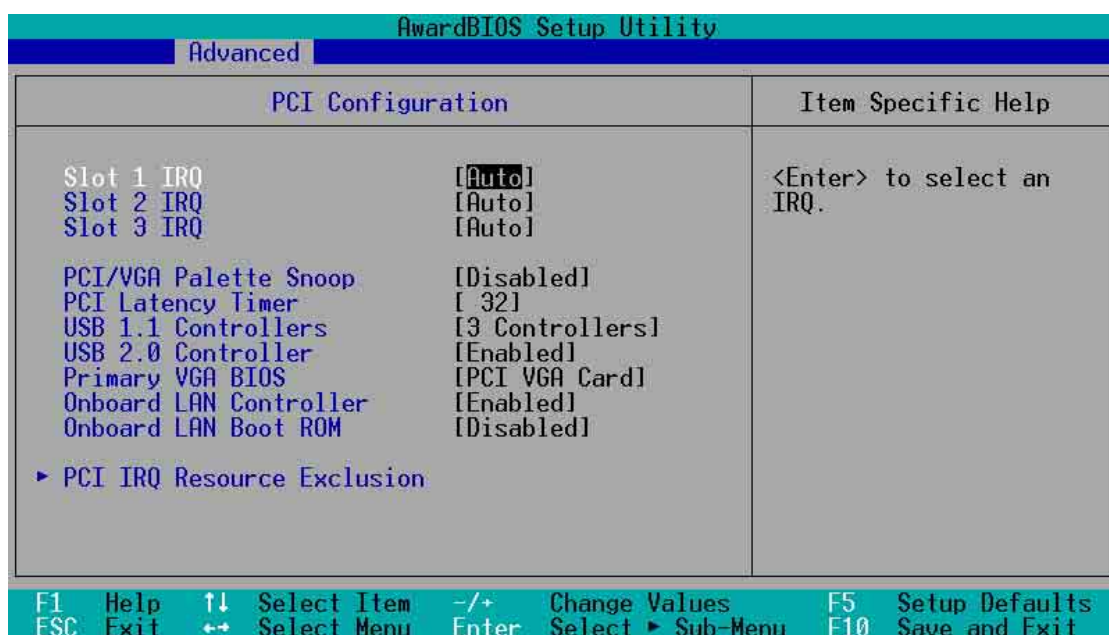 AwardBIOS Setup Utility
Advanced
PCI Configuration
Item Specific Help
Slot 1 IRQ [Auto]
Slot 2 IRQ [Auto]
Slot 3 IRQ [Auto]
PCI/VGA Palette Snoop [Disabled]
PCI Latency Timer [ 32]
USB 1.1 Controllers [3 Controllers]
USB 2.0 Controller [Enabled]
Primary VGA BIOS [PCI VGA Card]
Onboard LAN Controller [Enabled]
Onboard LAN Boot ROM [Disabled]
► PCI IRQ Resource Exclusion
<Enter> to select an
IRQ.
F1 Help ↑↓ Select Item -/+ Change Values F5 Setup Defaults
ESC Exit ←→ Select Menu Enter Select ► Sub-Menu F10 Save and Exit